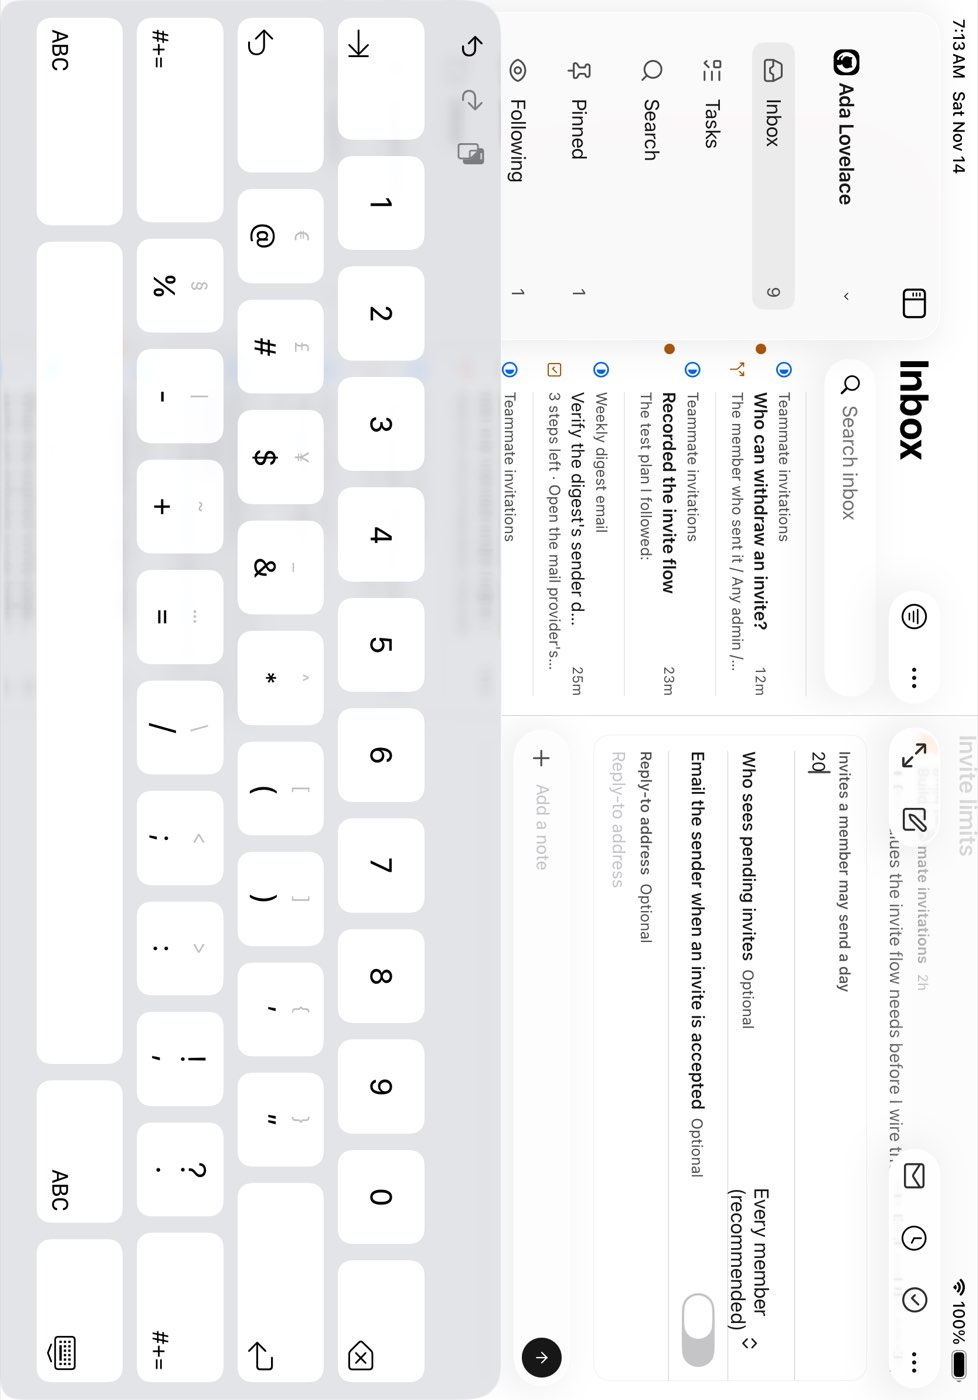 7:13 AM Sat Nov 14
100%
Ada Lovelace
Inbox 9
Tasks
Search
Pinned 1
Following 1
Inbox
Search inbox
Teammate invitations
Who can withdraw an invite? 12m
The member who sent it / Any admin /...
Teammate invitations
Recorded the invite flow 23m
The test plan I followed:
Weekly digest email
Verify the digest's sender d... 25m
3 steps left · Open the mail provider's...
Teammate invitations
Invite limits
mate invitations 2h
the invite flow needs before I wire
Invites a member may send a day
20
Who sees pending invites Optional
Every member
(recommended)
Email the sender when an invite is accepted Optional
Reply-to address Optional
Reply-to address
Add a note
1 2 3 4 5 6 7 8 9 0
€ £ ¥ _ ^ [ ] { }
@ # $ & * ( ) ' "
§ | ~ … \ < > ! ?
% - + = / ; : , .
#+= #+=
ABC ABC